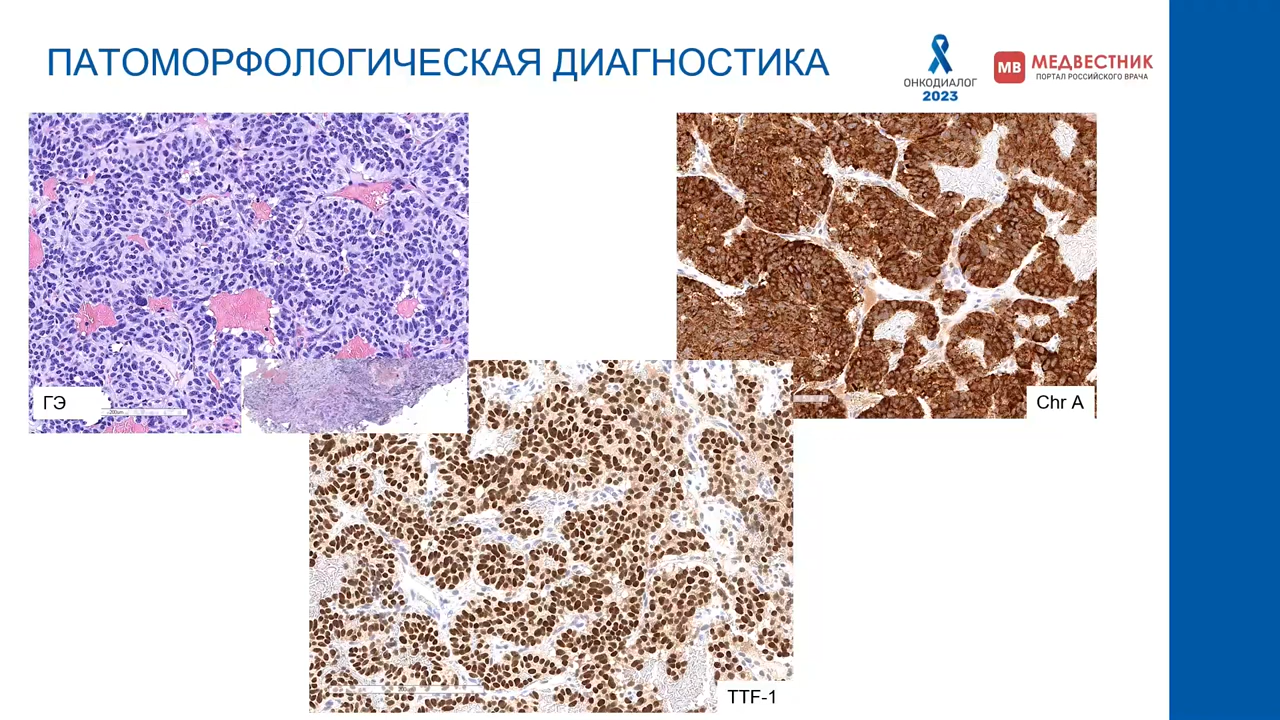 ПАТОМОРФОЛОГИЧЕСКАЯ ДИАГНОСТИКА
ОНКОДИАЛОГ
2023
МВ
МЕДВЕСТНИК
ПОРТАЛ РОССИЙСКОГО ВРАЧА
ГЭ
Chr A
TTF-1